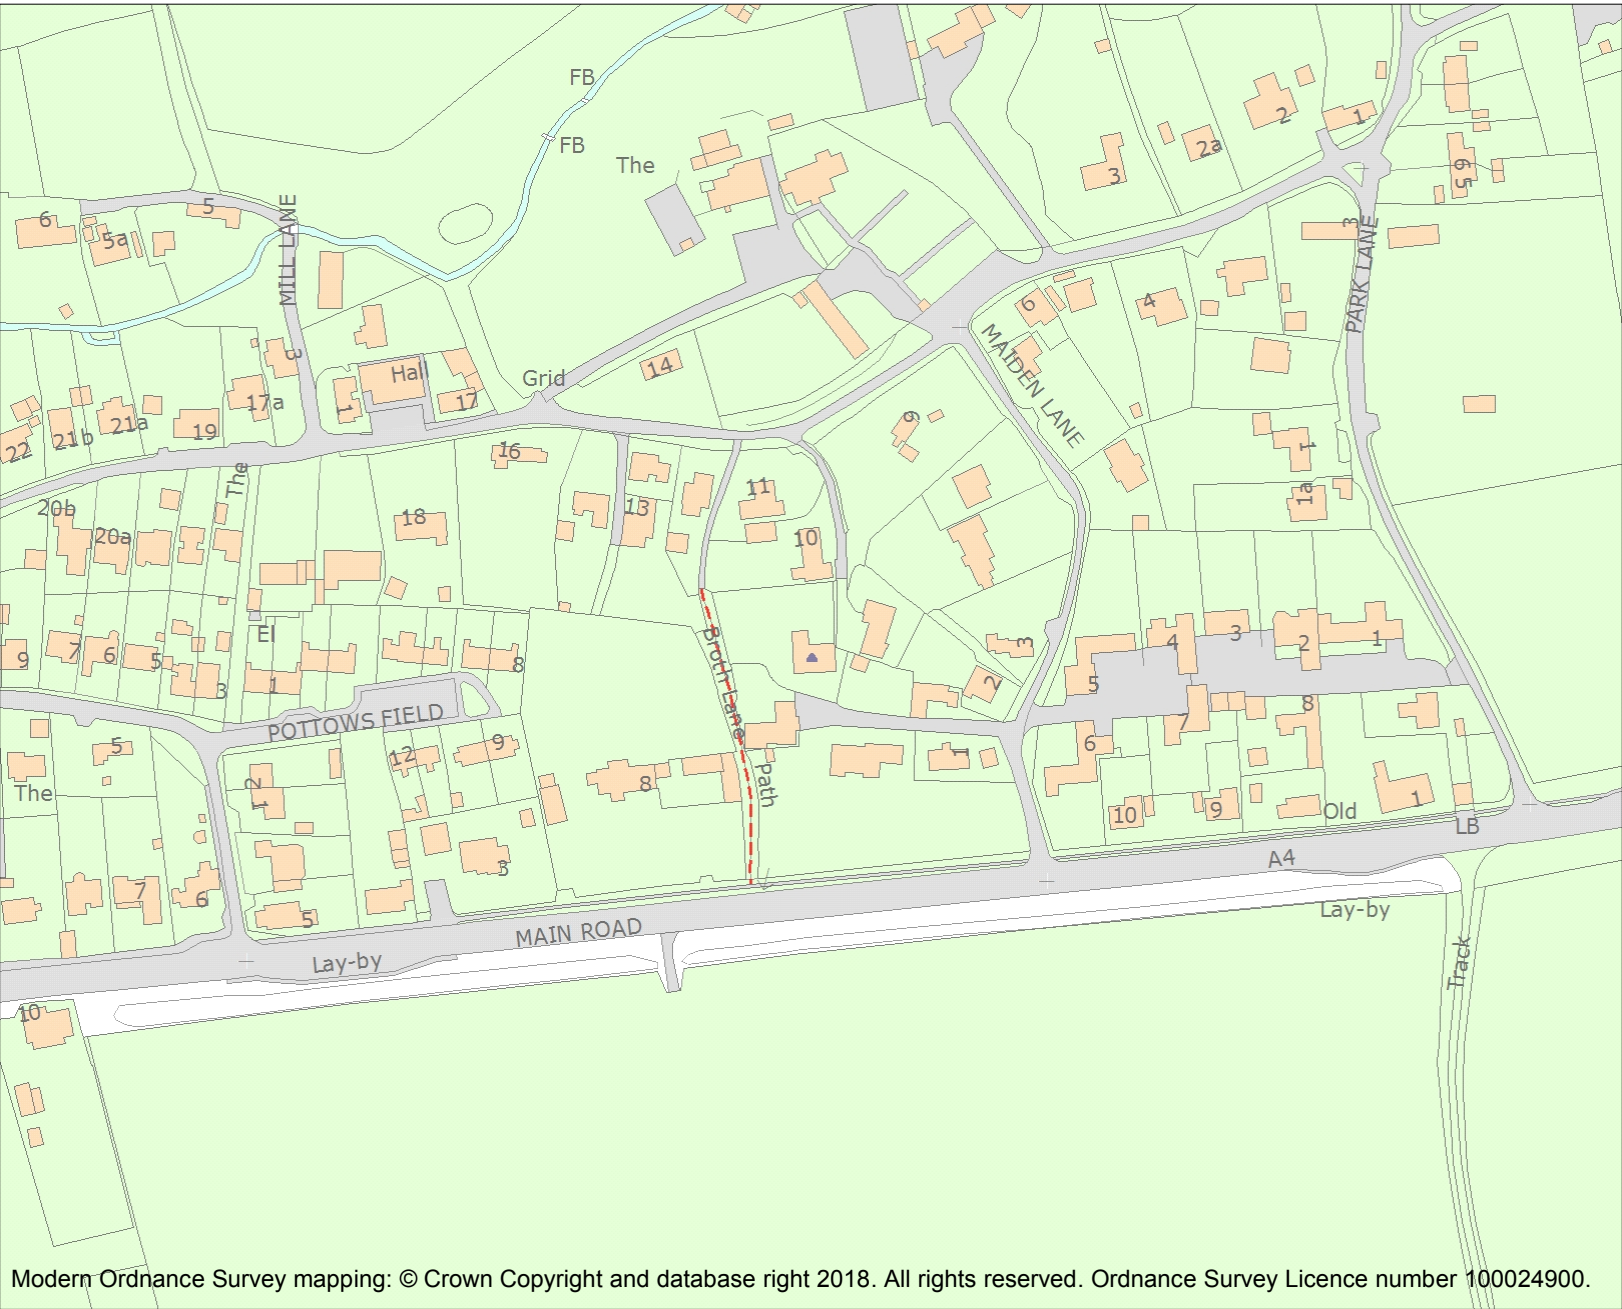 FB
FB
The
2
1
2a
3
6 5
3
PARK LANE
6
5a
5
MILL LANE
6
4
MAIDEN LANE
3
Hall
1
17
Grid
14
17a
19
21a
21b
22
The
16
9
11
13
10
18
1
1a
20b
20a
El
9
7
6
5
3
1
8
Broth Lane
Path
3
2
5
4
3
2
1
POTTOWS FIELD
5
The
12
9
8
1
6
7
8
2
1
10
9
Old
1
LB
3
7
6
5
A4
MAIN ROAD
Lay-by
Lay-by
Track
10
Modern Ordnance Survey mapping: © Crown Copyright and database right 2018. All rights reserved. Ordnance Survey Licence number 100024900.